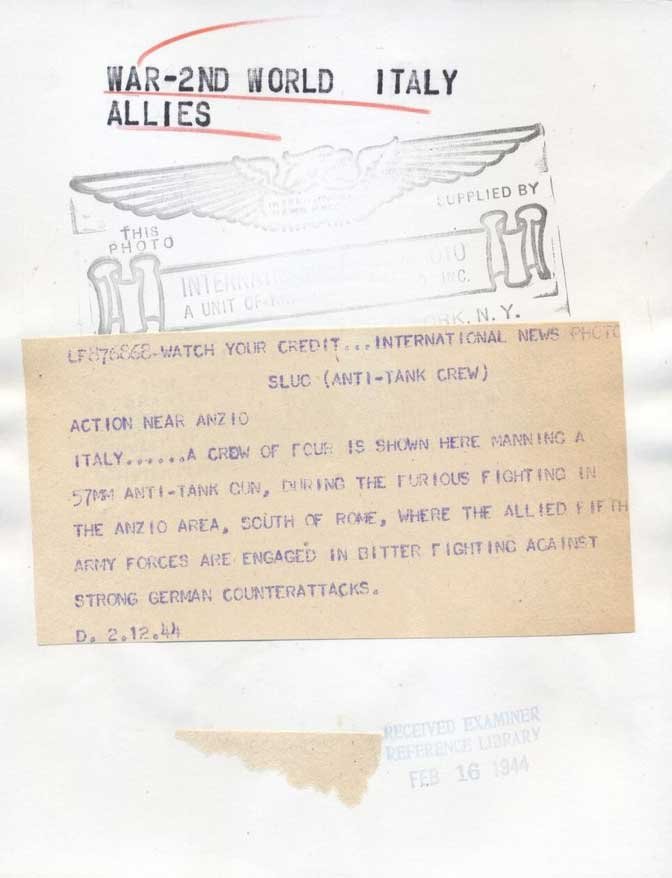 WAR-2ND WORLD ITALY
ALLIES
THIS
PHOTO
SUPPLIED BY
A UNIT OF
INC.
N. Y.
LF876868-WATCH YOUR CREDIT...INTERNATIONAL NEWS PHOTO
SLUG (ANTI-TANK CREW)
ACTION NEAR ANZIO
ITALY......A CREW OF FOUR IS SHOWN HERE MANNING A
57MM ANTI-TANK GUN, DURING THE FURIOUS FIGHTING IN
THE ANZIO AREA, SOUTH OF ROME, WHERE THE ALLIED FIFTH
ARMY FORCES ARE ENGAGED IN BITTER FIGHTING AGAINST
STRONG GERMAN COUNTERATTACKS.
D. 2.12.44
RECEIVED EXAMINER
REFERENCE LIBRARY
FEB 16 1944